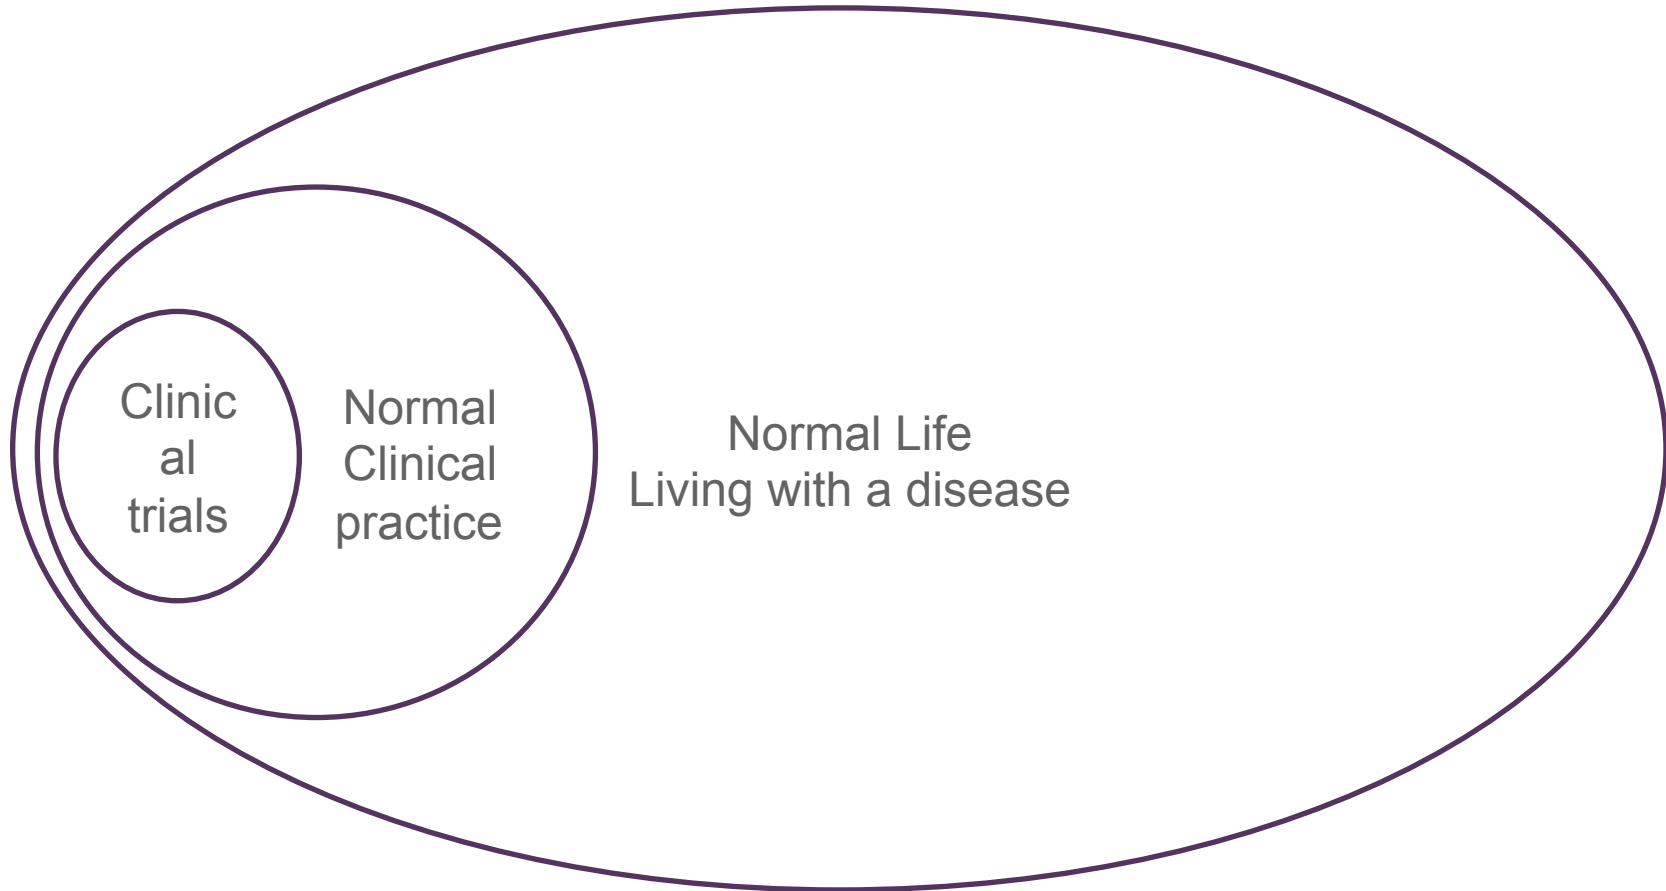 Clinic
al
trials
Normal
Clinical
practice
Normal Life
Living with a disease